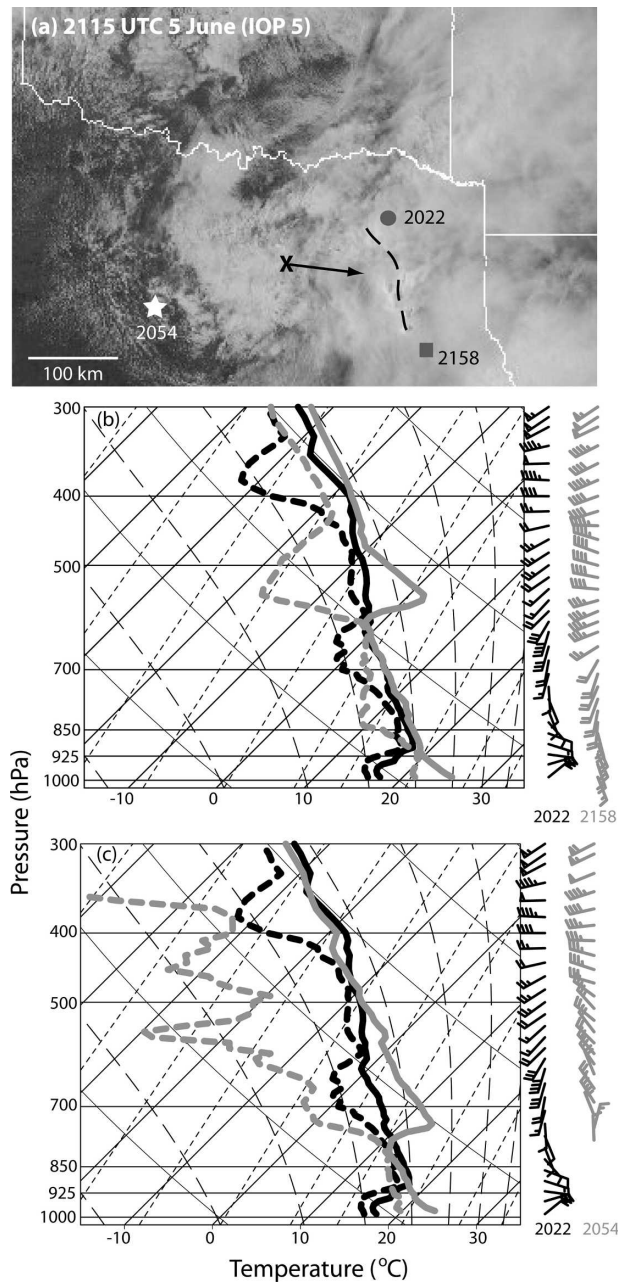 (a) 2115 UTC 5 June (IOP 5)
2022
X
2054
2158
100 km
(b)
300
400
500
700
850
925
1000
-10 0 10 20 30
2022 2158
Pressure (hPa)
(c)
300
400
500
700
850
925
1000
-10 0 10 20 30
2022 2054
Temperature (°C)